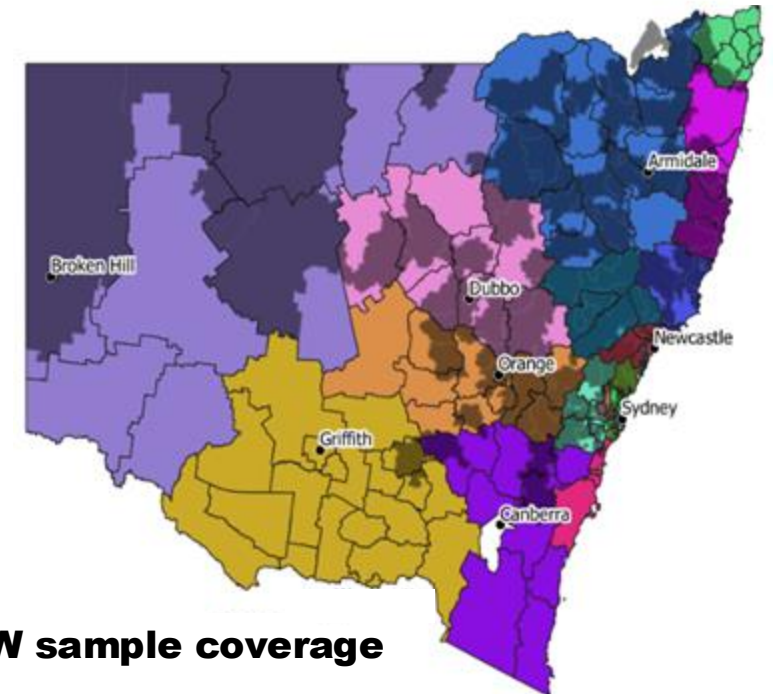 Armidale
Broken Hill
Dubbo
Newcastle
Orange
Sydney
Griffith
Canberra
W sample coverage